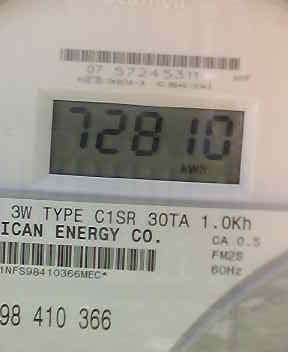 07 57245311
72810
kWh
3W TYPE C1SR 30TA 1.0Kh
ICAN ENERGY CO.
CA 0.5
FM2S
60Hz
1NFS98410366MEC*
98 410 366